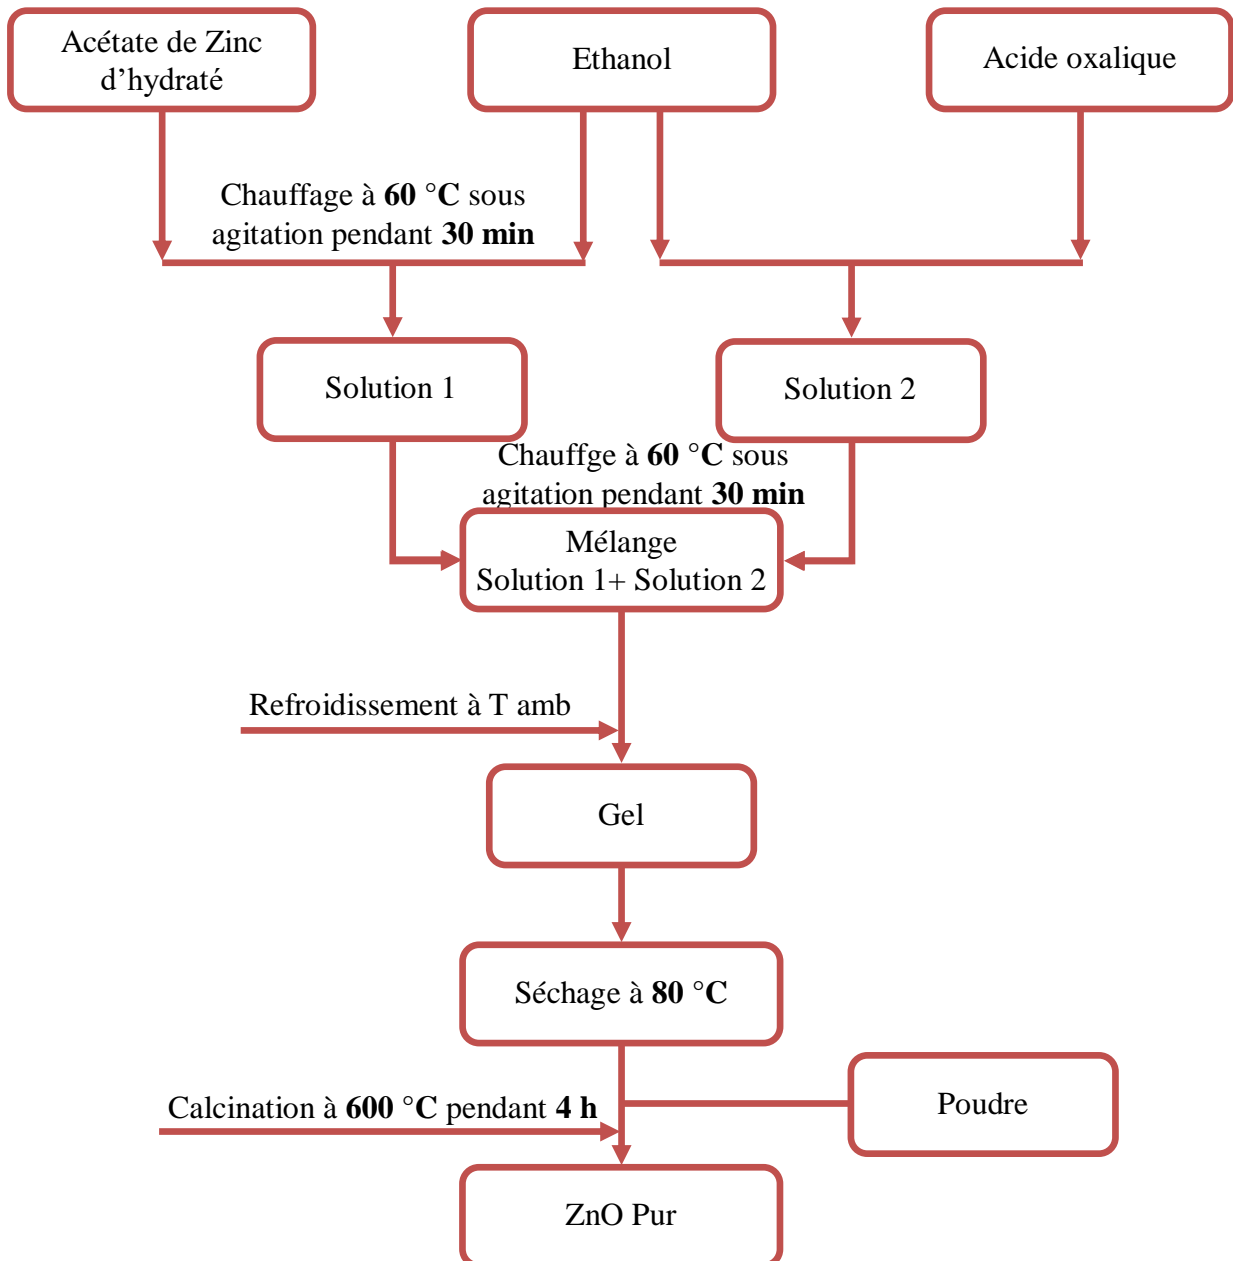 Acétate de Zinc
d’hydraté
Ethanol
Acide oxalique
Chauffage à 60 °C sous
agitation pendant 30 min
Solution 1
Solution 2
Chauffge à 60 °C sous
agitation pendant 30 min
Mélange
Solution 1+ Solution 2
Refroidissement à T amb
Gel
Séchage à 80 °C
Poudre
Calcination à 600 °C pendant 4 h
ZnO Pur